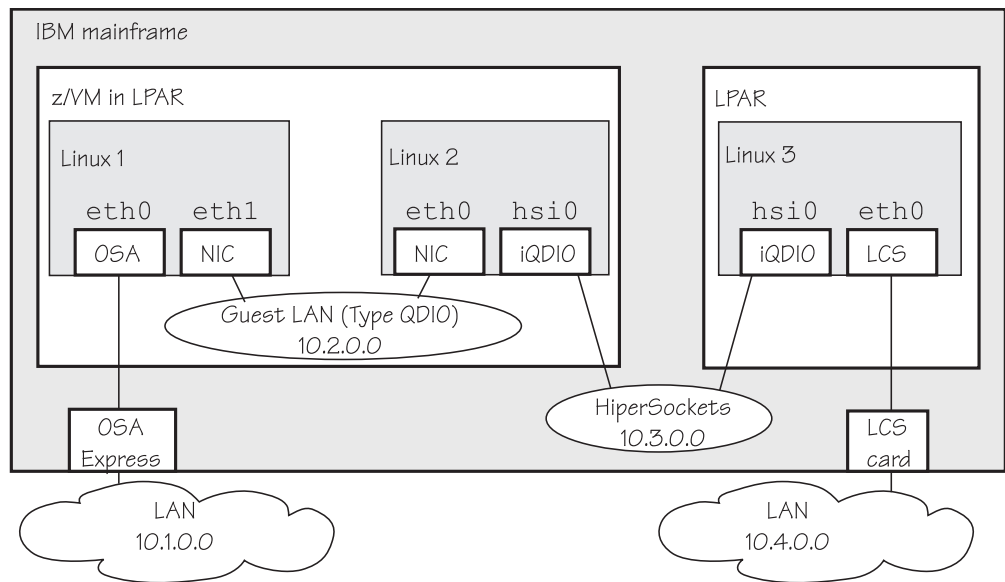 IBM mainframe
z/VM in LPAR
LPAR
Linux 1
Linux 2
Linux 3
eth0 eth1
eth0 hsi0
hsi0 eth0
OSA
NIC
NIC
iQDIO
iQDIO
LCS
Guest LAN (Type QDIO)
10.2.0.0
HiperSockets
10.3.0.0
OSA
Express
LCS
card
LAN
10.1.0.0
LAN
10.4.0.0